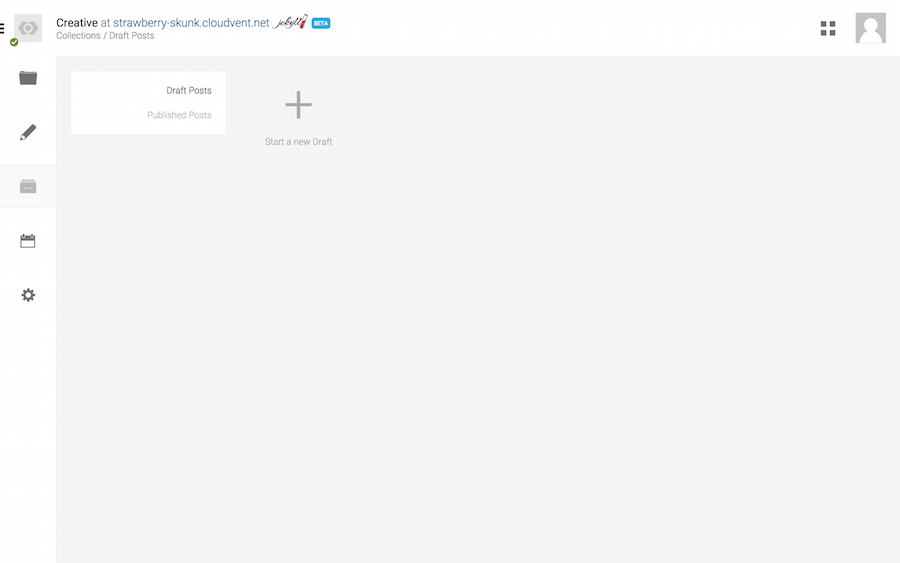 Creative at strawberry-skunk.cloudvent.net jekyll BETA
Collections / Draft Posts
Draft Posts
Published Posts
Start a new Draft